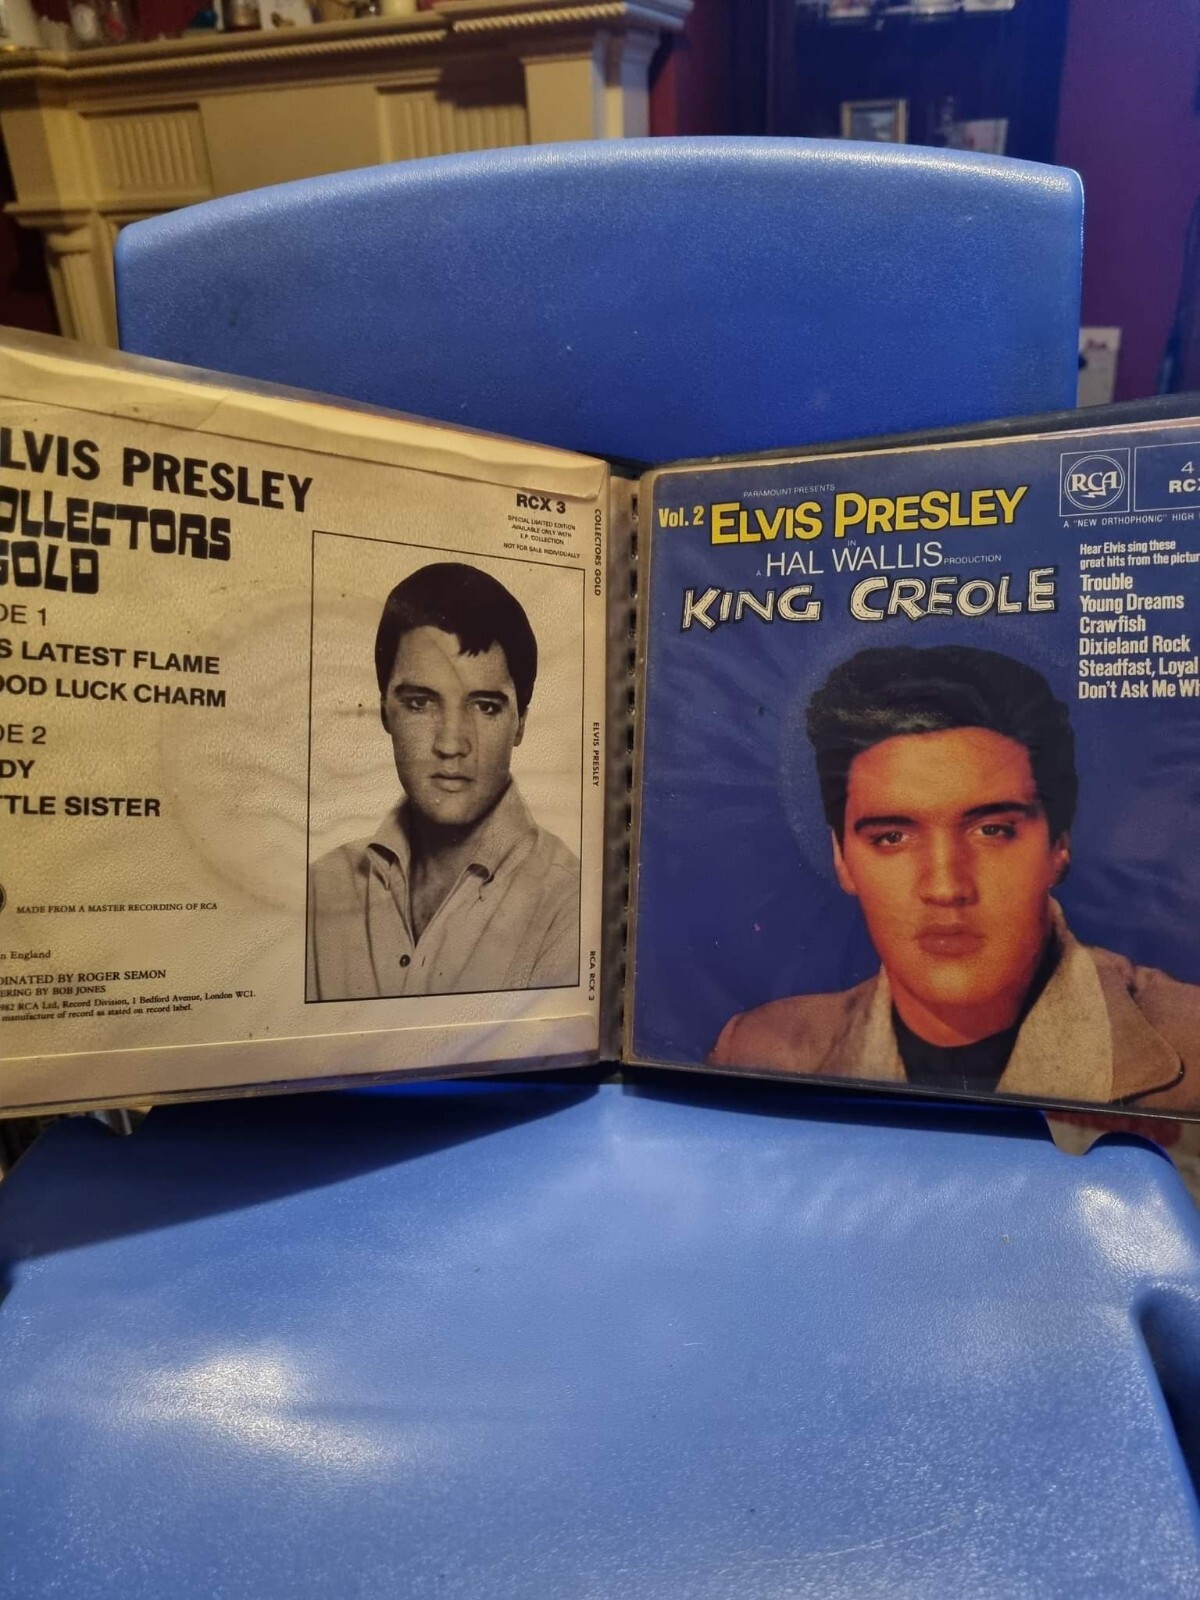 LVIS PRESLEY
OLLECTORS
GOLD
DE 1
S LATEST FLAME
OOD LUCK CHARM
DE 2
DY
TTLE SISTER
MADE FROM A MASTER RECORDING OF RCA
n England
DINATED BY ROGER SEMON
ERING BY BOB JONES
982 RCA Ltd, Record Division, 1 Bedford Avenue, London WC1.
manufacture of record as stated on record label.
RCX 3
SPECIAL LIMITED EDITION
AVAILABLE ONLY WITH
E.P. COLLECTION
NOT FOR SALE INDIVIDUALLY
COLLECTORS GOLD
ELVIS PRESLEY
RCA RCX 3
PARAMOUNT PRESENTS
Vol. 2 ELVIS PRESLEY
IN
A HAL WALLIS PRODUCTION
KING CREOLE
RCA
4
RCX
A "NEW ORTHOPHONIC" HIGH
Hear Elvis sing these
great hits from the picture
Trouble
Young Dreams
Crawfish
Dixieland Rock
Steadfast, Loyal
Don't Ask Me Wh